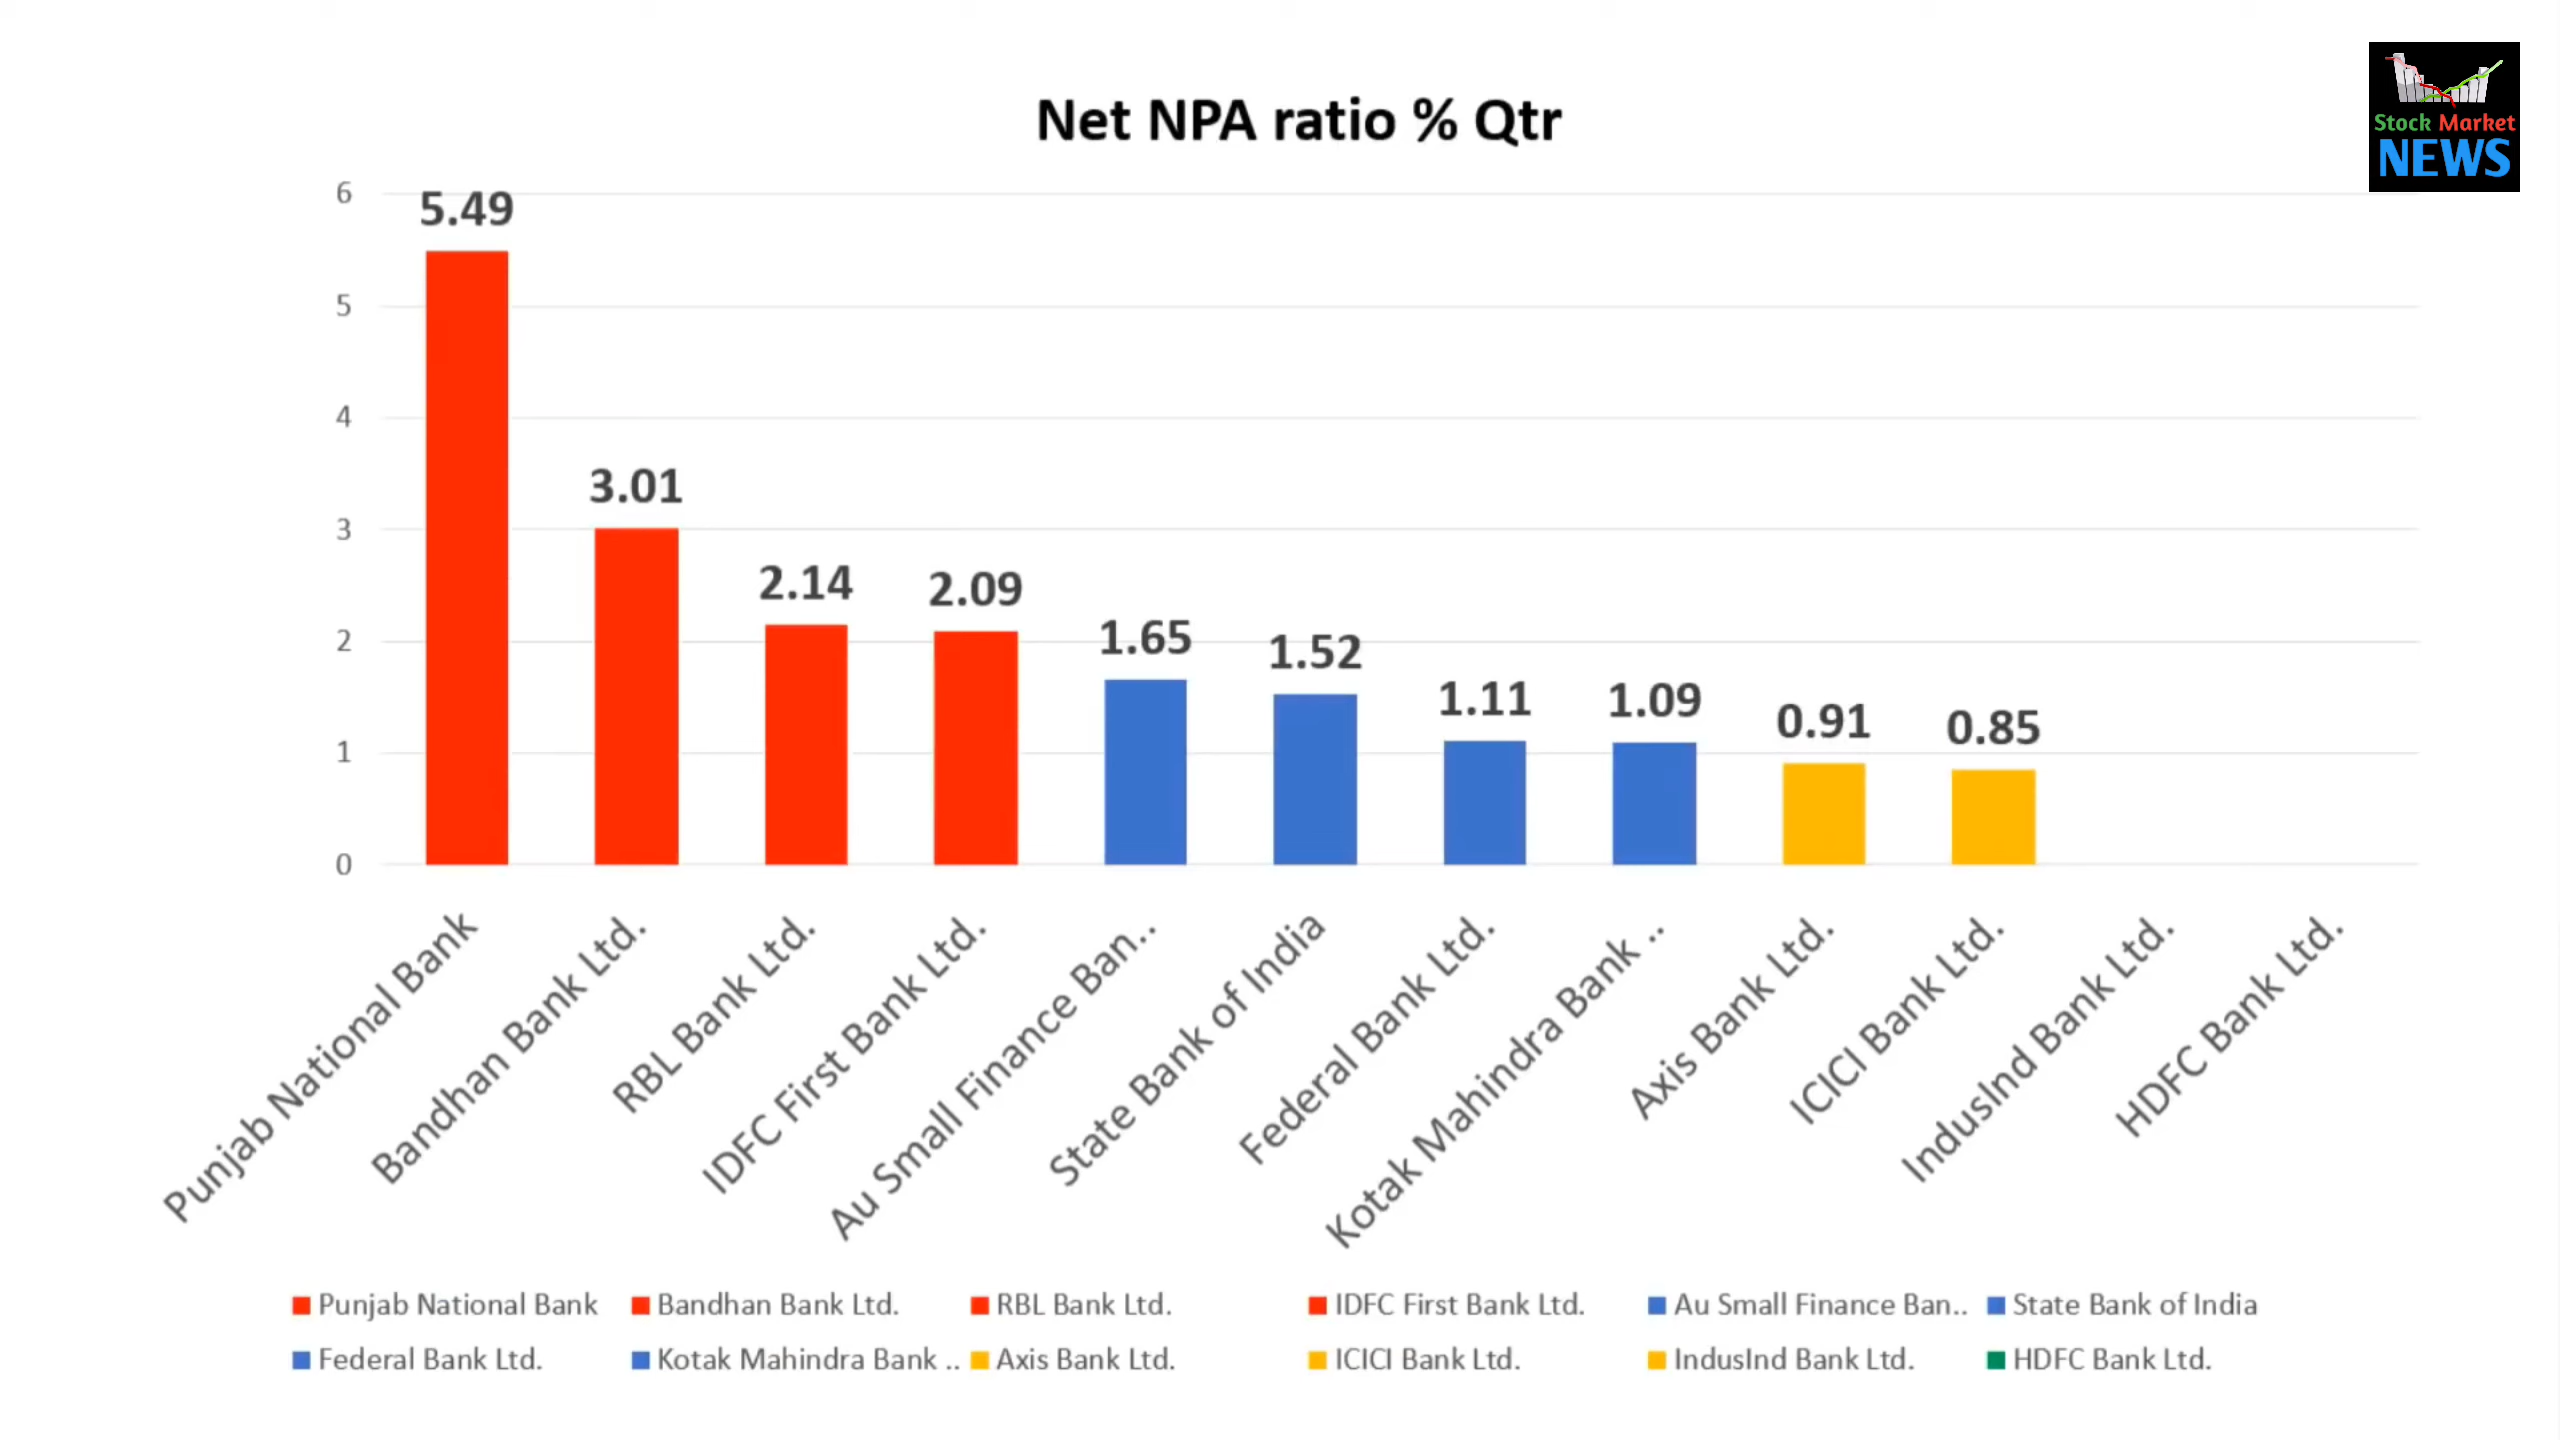 Net NPA ratio % Qtr
Stock Market
NEWS
6
5
4
3
2
1
0
5.49
3.01
2.14
2.09
1.65
1.52
1.11
1.09
0.91
0.85
Punjab National Bank
Bandhan Bank Ltd.
RBL Bank Ltd.
IDFC First Bank Ltd.
Au Small Finance Ban..
State Bank of India
Federal Bank Ltd.
Kotak Mahindra Bank ..
Axis Bank Ltd.
ICICI Bank Ltd.
IndusInd Bank Ltd.
HDFC Bank Ltd.
Punjab National Bank Bandhan Bank Ltd. RBL Bank Ltd. IDFC First Bank Ltd. Au Small Finance Ban.. State Bank of India
Federal Bank Ltd. Kotak Mahindra Bank .. Axis Bank Ltd. ICICI Bank Ltd. IndusInd Bank Ltd. HDFC Bank Ltd.